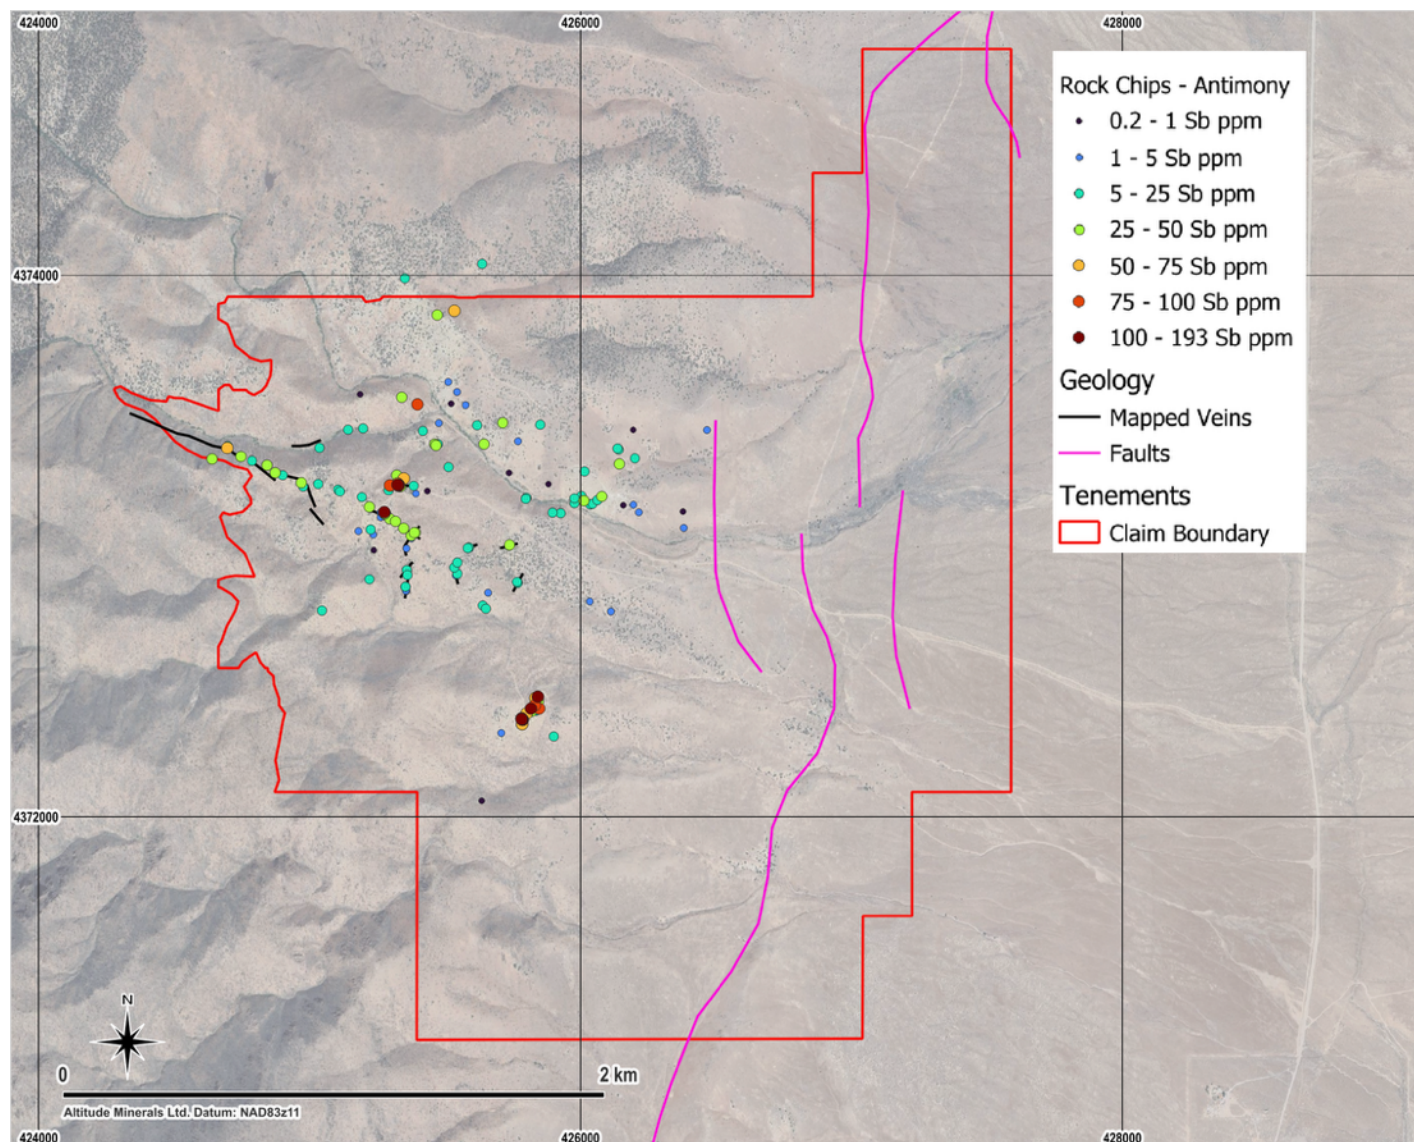 424000
426000
428000
Rock Chips - Antimony
0.2 - 1 Sb ppm
1 - 5 Sb ppm
5 - 25 Sb ppm
25 - 50 Sb ppm
50 - 75 Sb ppm
75 - 100 Sb ppm
100 - 193 Sb ppm
Geology
Mapped Veins
Faults
Tenements
Claim Boundary
4374000
4374000
4372000
4372000
N
0
2 km
Altitude Minerals Ltd. Datum: NAD83z11
424000
426000
428000